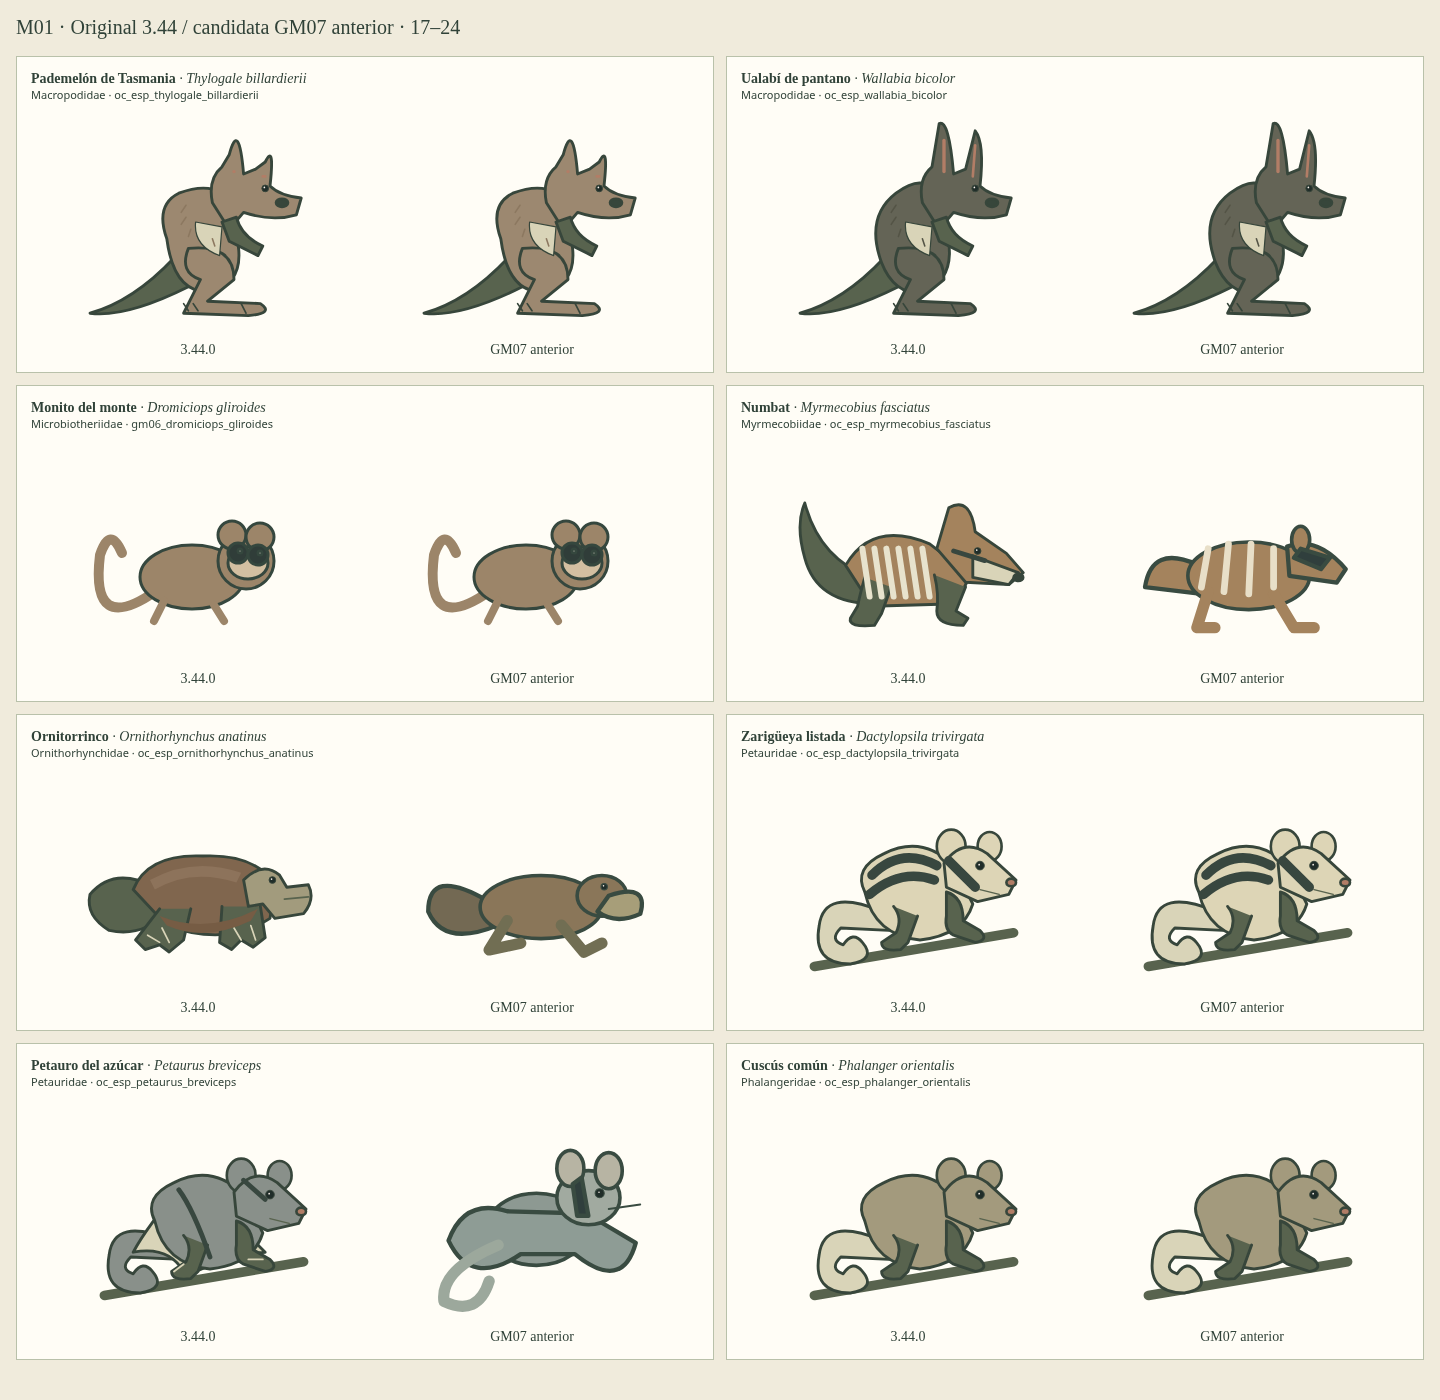 M01 · Original 3.44 / candidata GM07 anterior · 17–24
Pademelón de Tasmania · Thylogale billardierii
Macropodidae · oc_esp_thylogale_billardierii
3.44.0
GM07 anterior
Ualabí de pantano · Wallabia bicolor
Macropodidae · oc_esp_wallabia_bicolor
3.44.0
GM07 anterior
Monito del monte · Dromiciops gliroides
Microbiotheriidae · gm06_dromiciops_gliroides
3.44.0
GM07 anterior
Numbat · Myrmecobius fasciatus
Myrmecobiidae · oc_esp_myrmecobius_fasciatus
3.44.0
GM07 anterior
Ornitorrinco · Ornithorhynchus anatinus
Ornithorhynchidae · oc_esp_ornithorhynchus_anatinus
3.44.0
GM07 anterior
Zarigüeya listada · Dactylopsila trivirgata
Petauridae · oc_esp_dactylopsila_trivirgata
3.44.0
GM07 anterior
Petauro del azúcar · Petaurus breviceps
Petauridae · oc_esp_petaurus_breviceps
3.44.0
GM07 anterior
Cuscús común · Phalanger orientalis
Phalangeridae · oc_esp_phalanger_orientalis
3.44.0
GM07 anterior